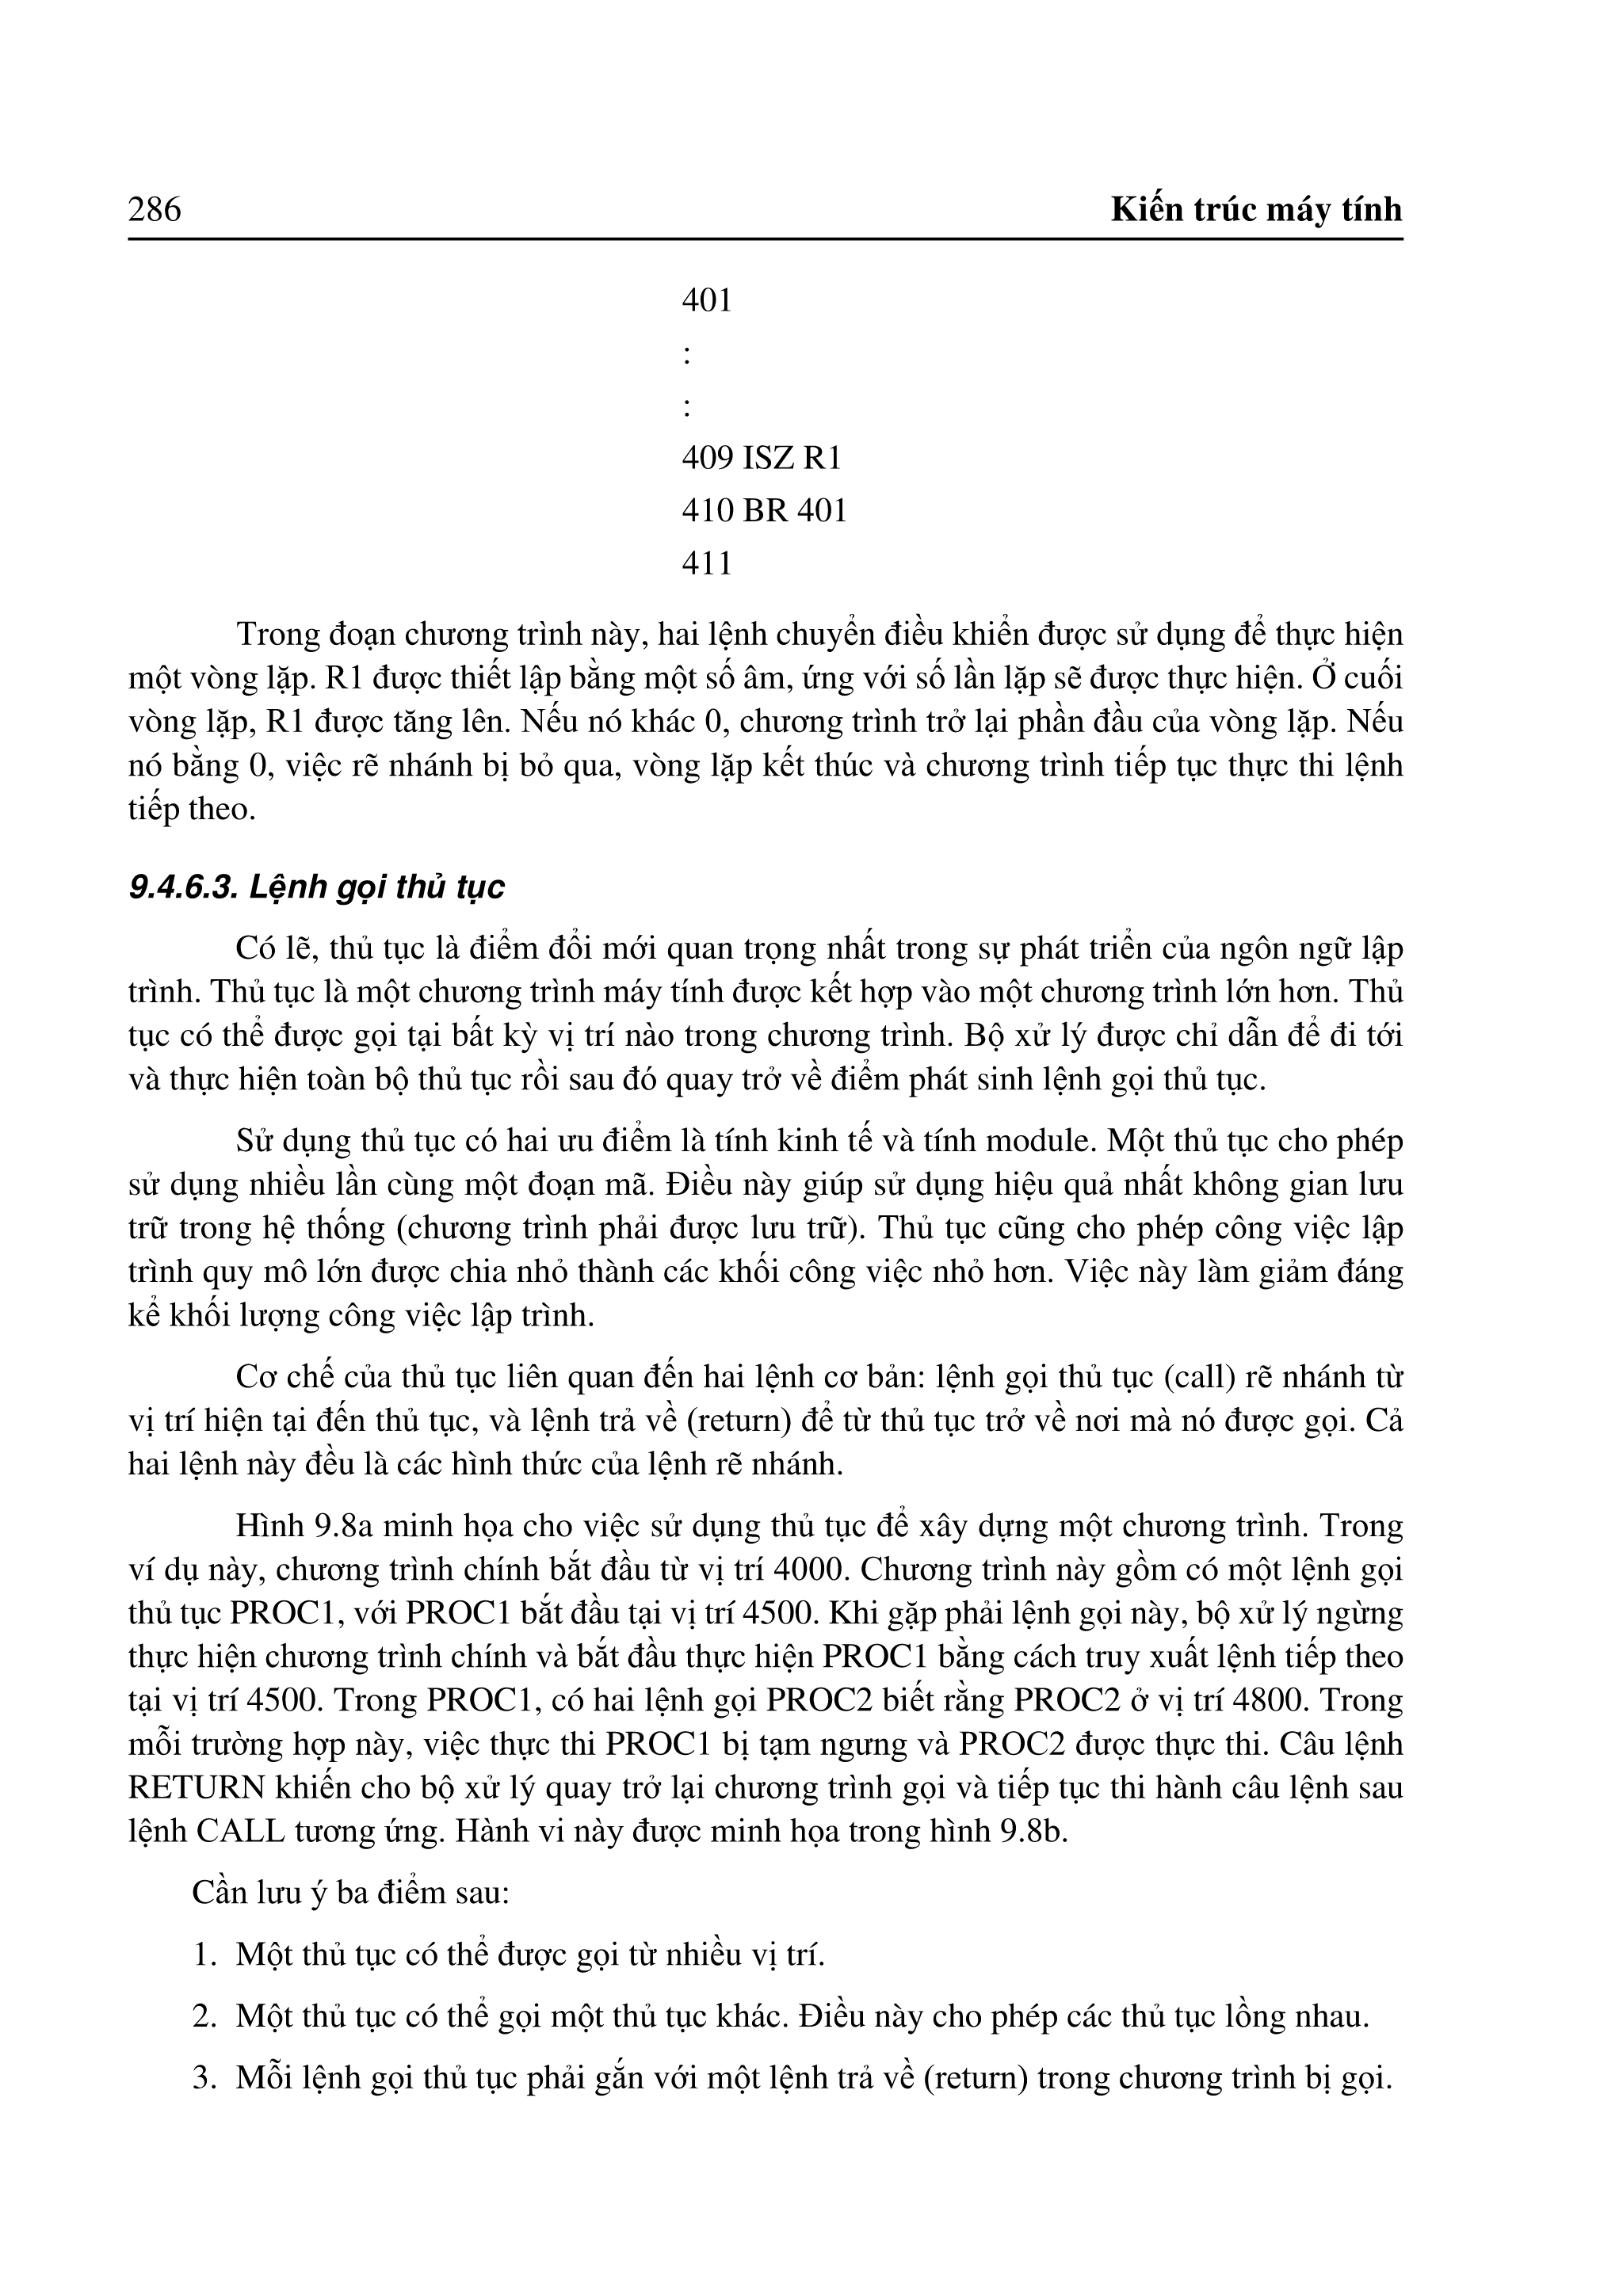 286 Kiến trúc máy tính
401
:
:
409 ISZ R1
410 BR 401
411
Trong đoạn chương trình này, hai lệnh chuyển điều khiển được sử dụng để thực hiện
một vòng lặp. R1 được thiết lập bằng một số âm, ứng với số lần lặp sẽ được thực hiện. Ở cuối
vòng lặp, R1 được tăng lên. Nếu nó khác 0, chương trình trở lại phần đầu của vòng lặp. Nếu
nó bằng 0, việc rẽ nhánh bị bỏ qua, vòng lặp kết thúc và chương trình tiếp tục thực thi lệnh
tiếp theo.
9.4.6.3. Lệnh gọi thủ tục
Có lẽ, thủ tục là điểm đổi mới quan trọng nhất trong sự phát triển của ngôn ngữ lập
trình. Thủ tục là một chương trình máy tính được kết hợp vào một chương trình lớn hơn. Thủ
tục có thể được gọi tại bất kỳ vị trí nào trong chương trình. Bộ xử lý được chỉ dẫn để đi tới
và thực hiện toàn bộ thủ tục rồi sau đó quay trở về điểm phát sinh lệnh gọi thủ tục.
Sử dụng thủ tục có hai ưu điểm là tính kinh tế và tính module. Một thủ tục cho phép
sử dụng nhiều lần cùng một đoạn mã. Điều này giúp sử dụng hiệu quả nhất không gian lưu
trữ trong hệ thống (chương trình phải được lưu trữ). Thủ tục cũng cho phép công việc lập
trình quy mô lớn được chia nhỏ thành các khối công việc nhỏ hơn. Việc này làm giảm đáng
kể khối lượng công việc lập trình.
Cơ chế của thủ tục liên quan đến hai lệnh cơ bản: lệnh gọi thủ tục (call) rẽ nhánh từ
vị trí hiện tại đến thủ tục, và lệnh trả về (return) để từ thủ tục trở về nơi mà nó được gọi. Cả
hai lệnh này đều là các hình thức của lệnh rẽ nhánh.
Hình 9.8a minh họa cho việc sử dụng thủ tục để xây dựng một chương trình. Trong
ví dụ này, chương trình chính bắt đầu từ vị trí 4000. Chương trình này gồm có một lệnh gọi
thủ tục PROC1, với PROC1 bắt đầu tại vị trí 4500. Khi gặp phải lệnh gọi này, bộ xử lý ngừng
thực hiện chương trình chính và bắt đầu thực hiện PROC1 bằng cách truy xuất lệnh tiếp theo
tại vị trí 4500. Trong PROC1, có hai lệnh gọi PROC2 biết rằng PROC2 ở vị trí 4800. Trong
mỗi trường hợp này, việc thực thi PROC1 bị tạm ngưng và PROC2 được thực thi. Câu lệnh
RETURN khiến cho bộ xử lý quay trở lại chương trình gọi và tiếp tục thi hành câu lệnh sau
lệnh CALL tương ứng. Hành vi này được minh họa trong hình 9.8b.
Cần lưu ý ba điểm sau:
1. Một thủ tục có thể được gọi từ nhiều vị trí.
2. Một thủ tục có thể gọi một thủ tục khác. Điều này cho phép các thủ tục lồng nhau.
3. Mỗi lệnh gọi thủ tục phải gắn với một lệnh trả về (return) trong chương trình bị gọi.